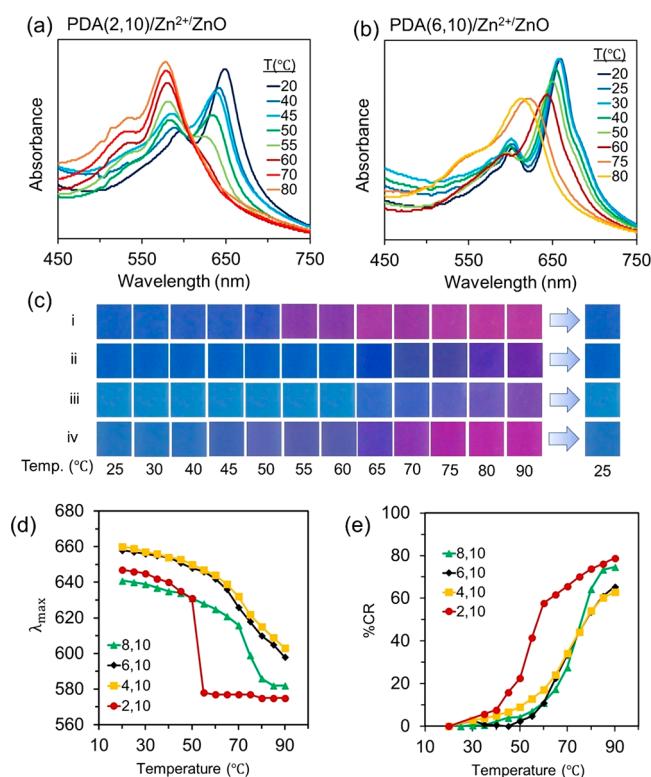 (a) PDA(2,10)/Zn²⁺/ZnO
Absorbance
T(℃)
20
40
45
50
55
60
70
80
450 550 650 750
Wavelength (nm)
(b) PDA(6,10)/Zn²⁺/ZnO
Absorbance
T(℃)
20
25
30
40
50
60
75
80
450 550 650 750
Wavelength (nm)
(c)
i
ii
iii
iv
Temp. (℃) 25 30 40 45 50 55 60 65 70 75 80 90 25
(d)
λmax
680
660
640
620
600
580
560
8,10
6,10
4,10
2,10
10 30 50 70 90
Temperature (℃)
(e)
%CR
100
80
60
40
20
0
8,10
6,10
4,10
2,10
10 30 50 70 90
Temperature (℃)